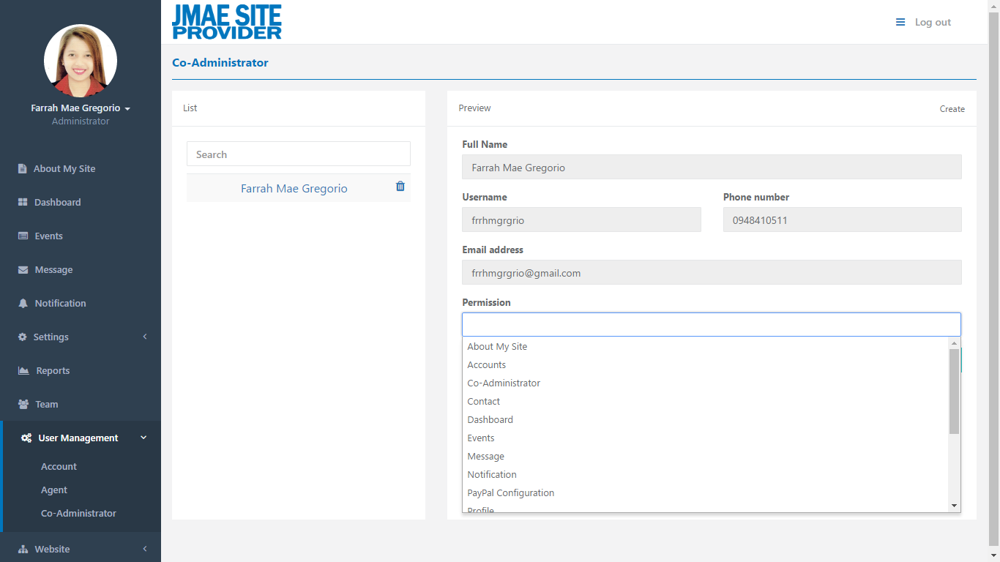 JMAE SITE
PROVIDER
Log out
Farrah Mae Gregorio
Administrator
About My Site
Dashboard
Events
Message
Notification
Settings
Reports
Team
User Management
Account
Agent
Co-Administrator
Website
Co-Administrator
List
Search
Farrah Mae Gregorio
Preview
Create
Full Name
Farrah Mae Gregorio
Username
Phone number
frrhmgrgrio
0948410511
Email address
frrhmgrgrio@gmail.com
Permission
About My Site
Accounts
Co-Administrator
Contact
Dashboard
Events
Message
Notification
PayPal Configuration
Profile